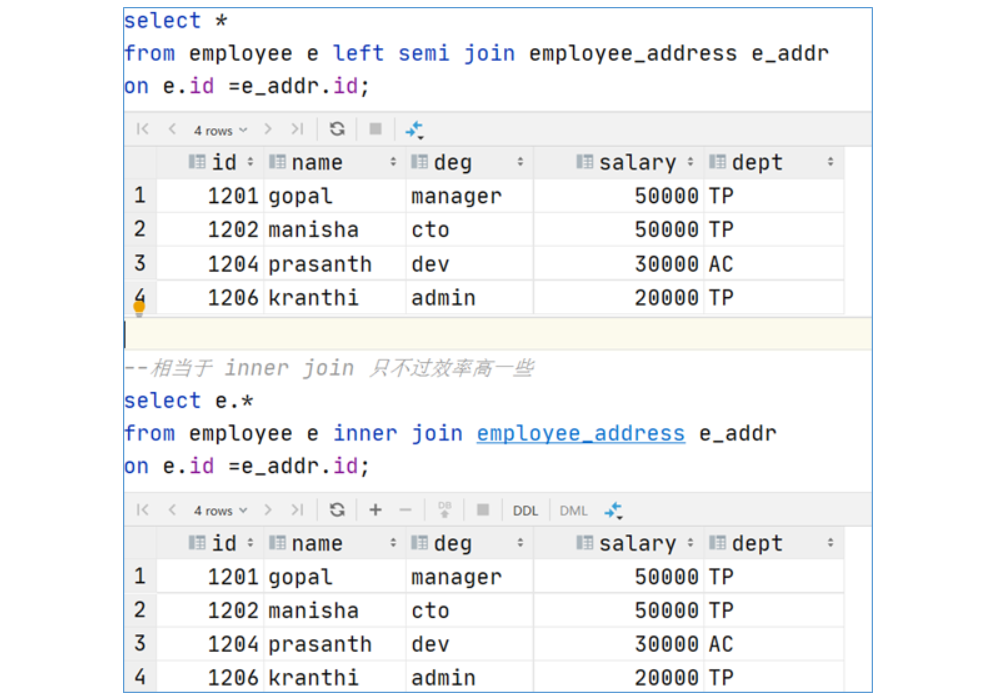 select *
from employee e left semi join employee_address e_addr
on e.id =e_addr.id;
4 rows
id name deg salary dept
1 1201 gopal manager 50000 TP
2 1202 manisha cto 50000 TP
3 1204 prasanth dev 30000 AC
4 1206 kranthi admin 20000 TP
--相当于 inner join 只不过效率高一些
select e.*
from employee e inner join employee_address e_addr
on e.id =e_addr.id;
4 rows DB DDL DML
id name deg salary dept
1 1201 gopal manager 50000 TP
2 1202 manisha cto 50000 TP
3 1204 prasanth dev 30000 AC
4 1206 kranthi admin 20000 TP